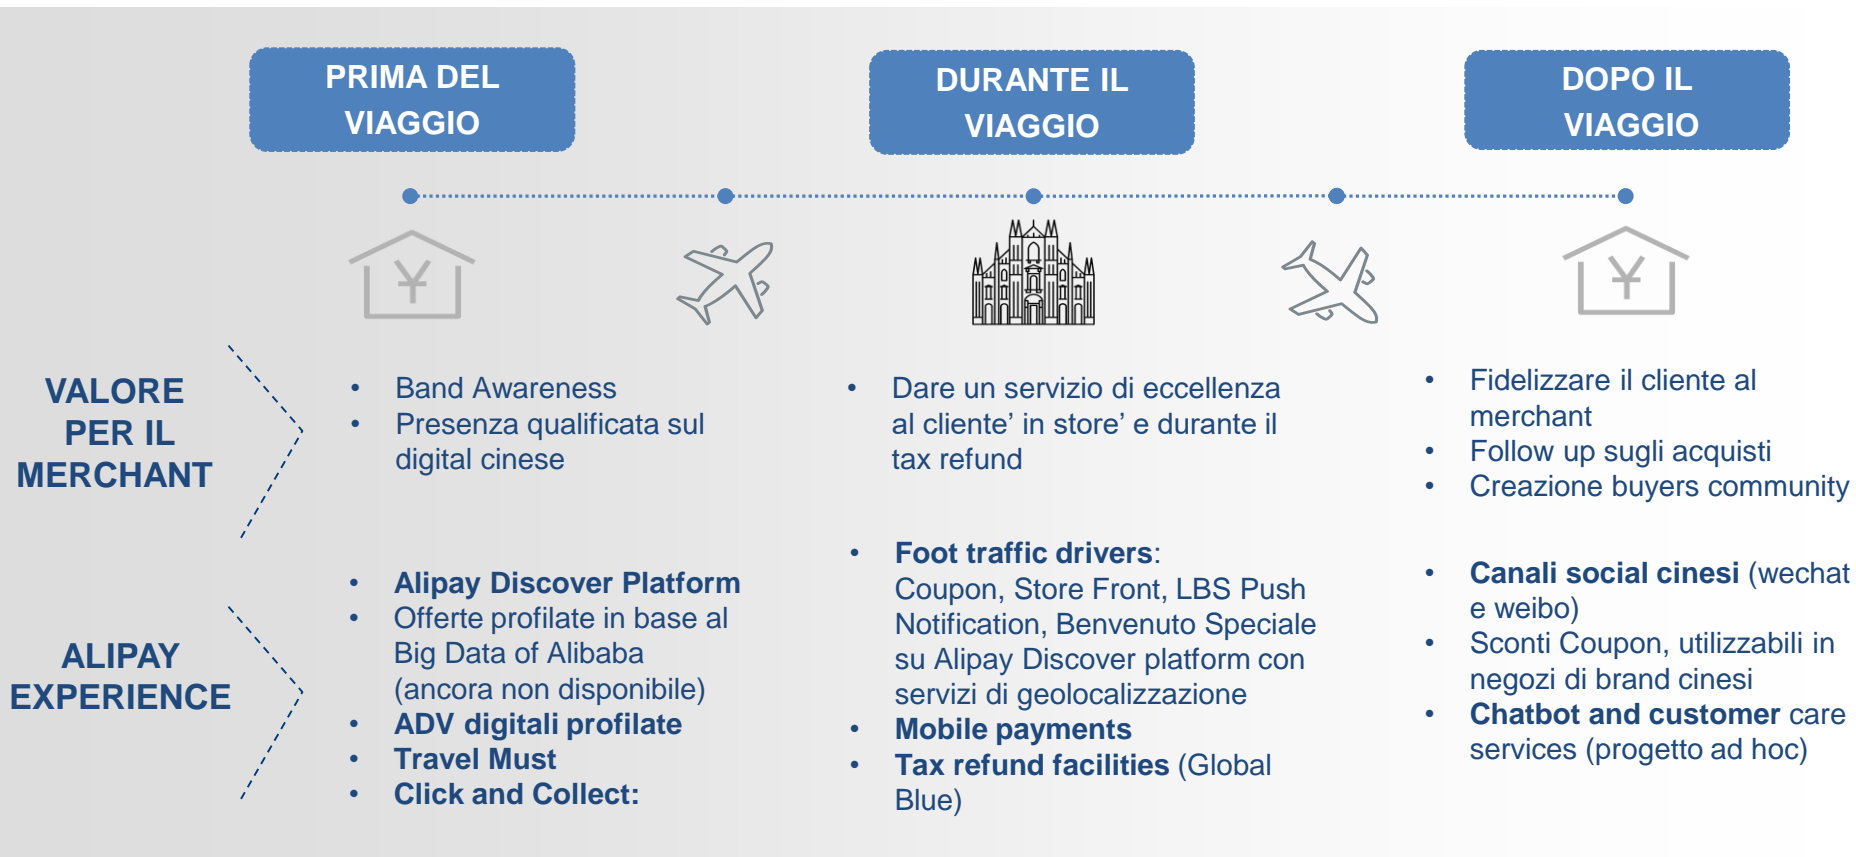 PRIMA DEL
VIAGGIO
DURANTE IL
VIAGGIO
DOPO IL
VIAGGIO
VALORE
PER IL
MERCHANT
• Band Awareness
• Presenza qualificata sul
digital cinese
• Dare un servizio di eccellenza
al cliente’ in store’ e durante il
tax refund
• Fidelizzare il cliente al
merchant
• Follow up sugli acquisti
• Creazione buyers community
ALIPAY
EXPERIENCE
• Alipay Discover Platform
• Offerte profilate in base al
Big Data of Alibaba
(ancora non disponibile)
• ADV digitali profilate
• Travel Must
• Click and Collect:
• Foot traffic drivers:
Coupon, Store Front, LBS Push
Notification, Benvenuto Speciale
su Alipay Discover platform con
servizi di geolocalizzazione
• Mobile payments
• Tax refund facilities (Global
Blue)
• Canali social cinesi (wechat
e weibo)
• Sconti Coupon, utilizzabili in
negozi di brand cinesi
• Chatbot and customer care
services (progetto ad hoc)